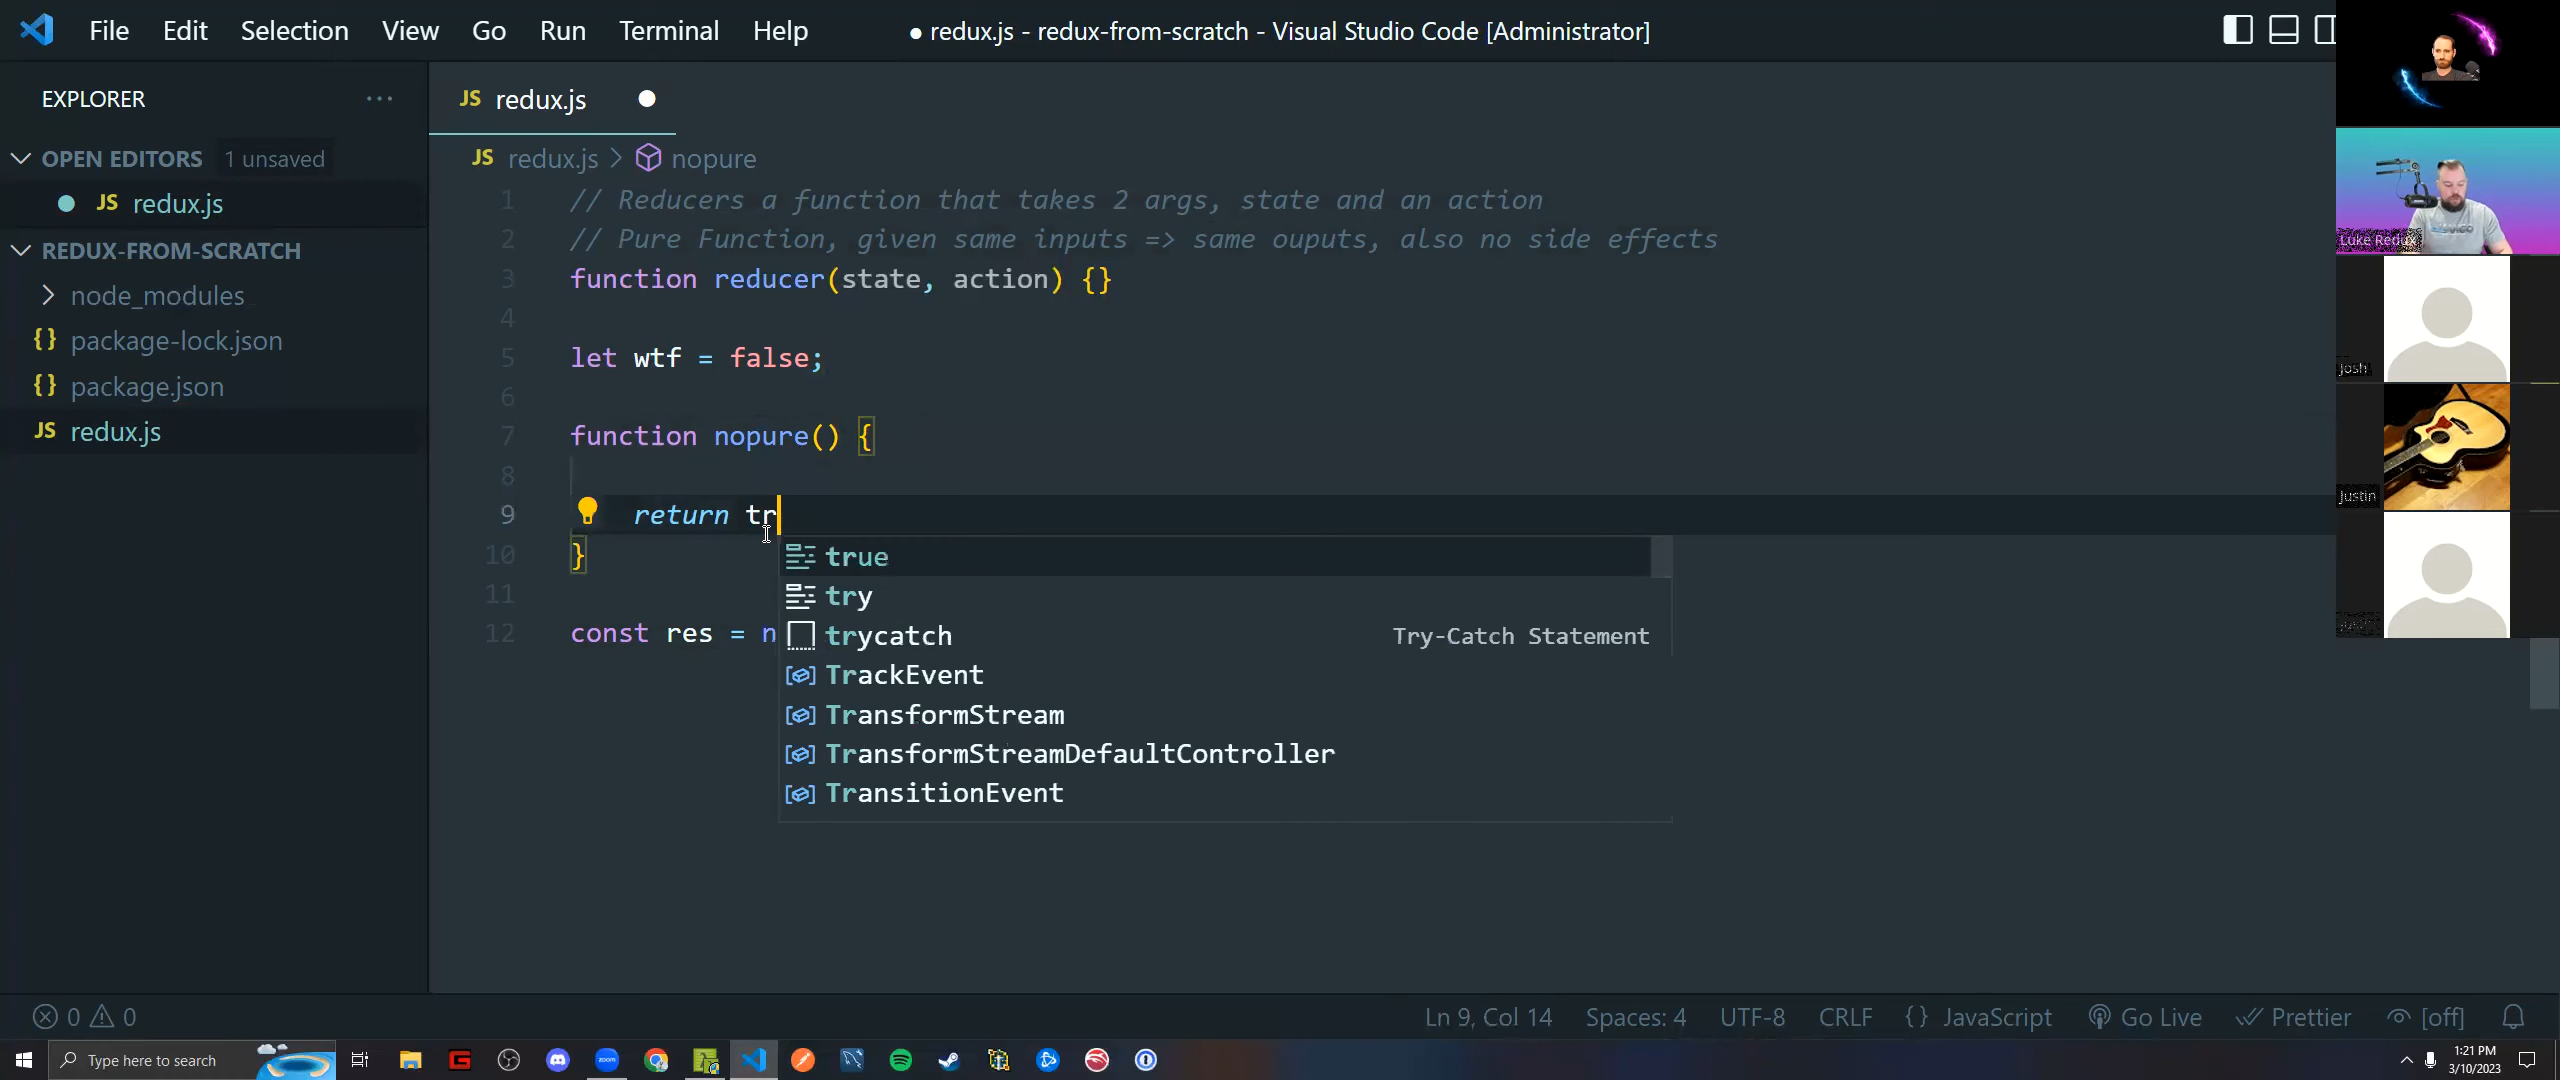 File Edit Selection View Go Run Terminal Help
● redux.js - redux-from-scratch - Visual Studio Code [Administrator]
EXPLORER
OPEN EDITORS 1 unsaved
JS redux.js
REDUX-FROM-SCRATCH
node_modules
{} package-lock.json
{} package.json
JS redux.js
JS redux.js
JS redux.js > nopure
1 // Reducers a function that takes 2 args, state and an action
2 // Pure Function, given same inputs => same ouputs, also no side effects
3 function reducer(state, action) {}
4
5 let wtf = false;
6
7 function nopure() {
8
9 return tr
10 }
11
12 const res = n
true
try
trycatch Try-Catch Statement
TrackEvent
TransformStream
TransformStreamDefaultController
TransitionEvent
Luke Redux
Josh
Justin
0 0
Ln 9, Col 14 Spaces: 4 UTF-8 CRLF {} JavaScript Go Live Prettier [off]
Type here to search
zoom
1:21 PM
3/10/2023